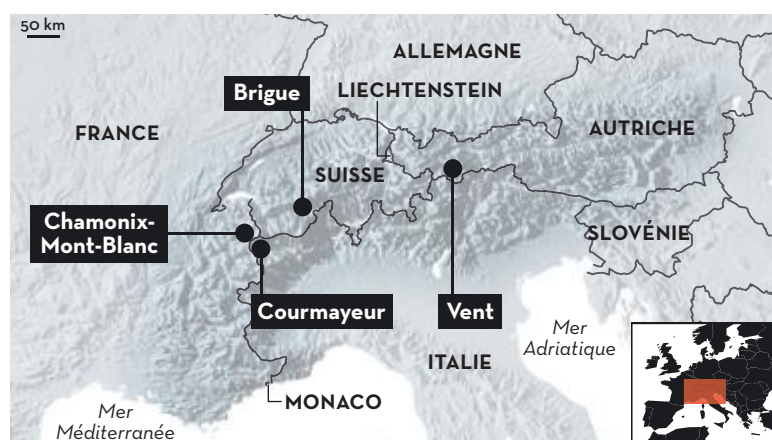 50 km
ALLEMAGNE
Brigue
LIECHTENSTEIN
FRANCE
AUTRICHE
SUISSE
Chamonix-
Mont-Blanc
SLOVÉNIE
Courmayeur
Vent
Mer
Adriatique
ITALIE
MONACO
Mer
Méditerranée